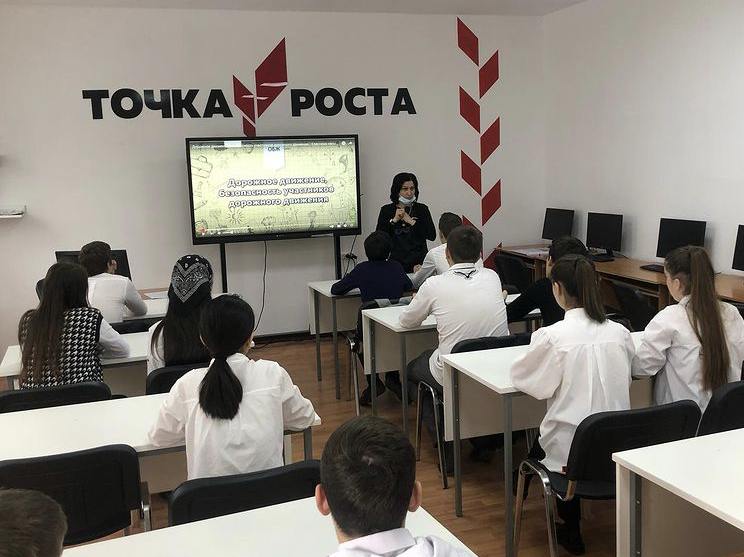 ТОЧКА РОСТА
ОБЖ
Дорожное движение,
безопасность участников
дорожного движения